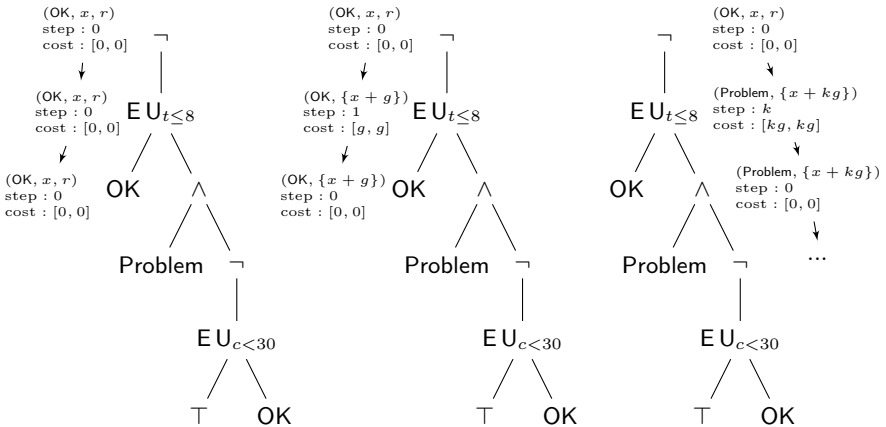 (OK, x, r)
step : 0
cost : [0, 0]
¬
(OK, x, r)
step : 0
cost : [0, 0]
E U_{t≤8}
(OK, x, r)
step : 0
cost : [0, 0]
OK
∧
Problem
¬
E U_{c<30}
⊤
OK
(OK, x, r)
step : 0
cost : [0, 0]
¬
(OK, {x + g})
step : 1
cost : [g, g]
E U_{t≤8}
(OK, {x + g})
step : 0
cost : [0, 0]
OK
∧
Problem
¬
E U_{c<30}
⊤
OK
¬
(OK, x, r)
step : 0
cost : [0, 0]
E U_{t≤8}
(Problem, {x + kg})
step : k
cost : [kg, kg]
OK
∧
(Problem, {x + kg})
step : 0
cost : [0, 0]
Problem
¬
...
E U_{c<30}
⊤
OK